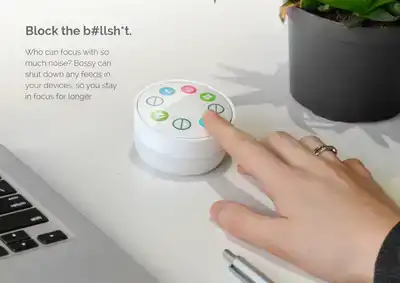 Block the b#llsh*t.
Who can focus with so
much noise? Bossy can
shut down any feeds in
your devices, so you stay
in focus for longer.